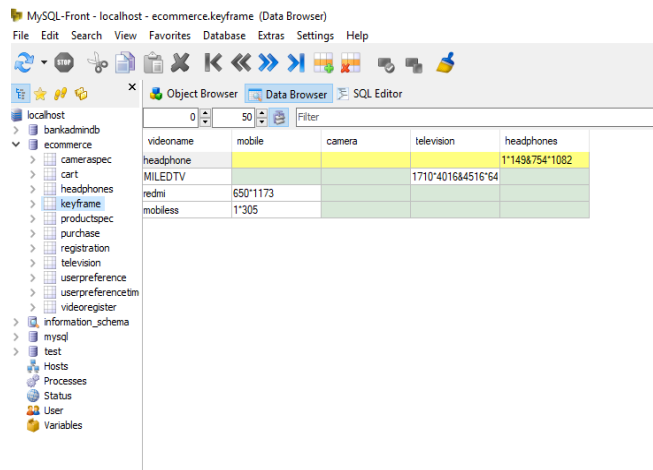 MySQL-Front - localhost - ecommerce.keyframe (Data Browser)
File Edit Search View Favorites Database Extras Settings Help
STOP
Object Browser Data Browser SQL Editor
localhost
bankadmindb
ecommerce
cameraspec
cart
headphones
keyframe
productspec
purchase
registration
television
userpreference
userpreferencetim
videoregister
information_schema
mysql
test
Hosts
Processes
Status
User
Variables
0 50 Filter
videoname mobile camera television headphones
headphone 1*149&754*1082
MILEDTV 1710*4016&4516*64
redmi 650*1173
mobiless 1*305